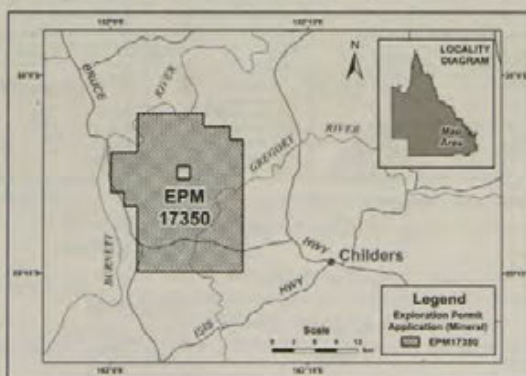 N
LOCALITY
DIAGRAM
Map
Area
BRUCE
RIVER
GREGORY
RIVER
EPM
17350
BURNETT
HWY
Childers
ISIS
HWY
Scale
Legend
Exploration Permit
Application (Mineral)
EPM17350